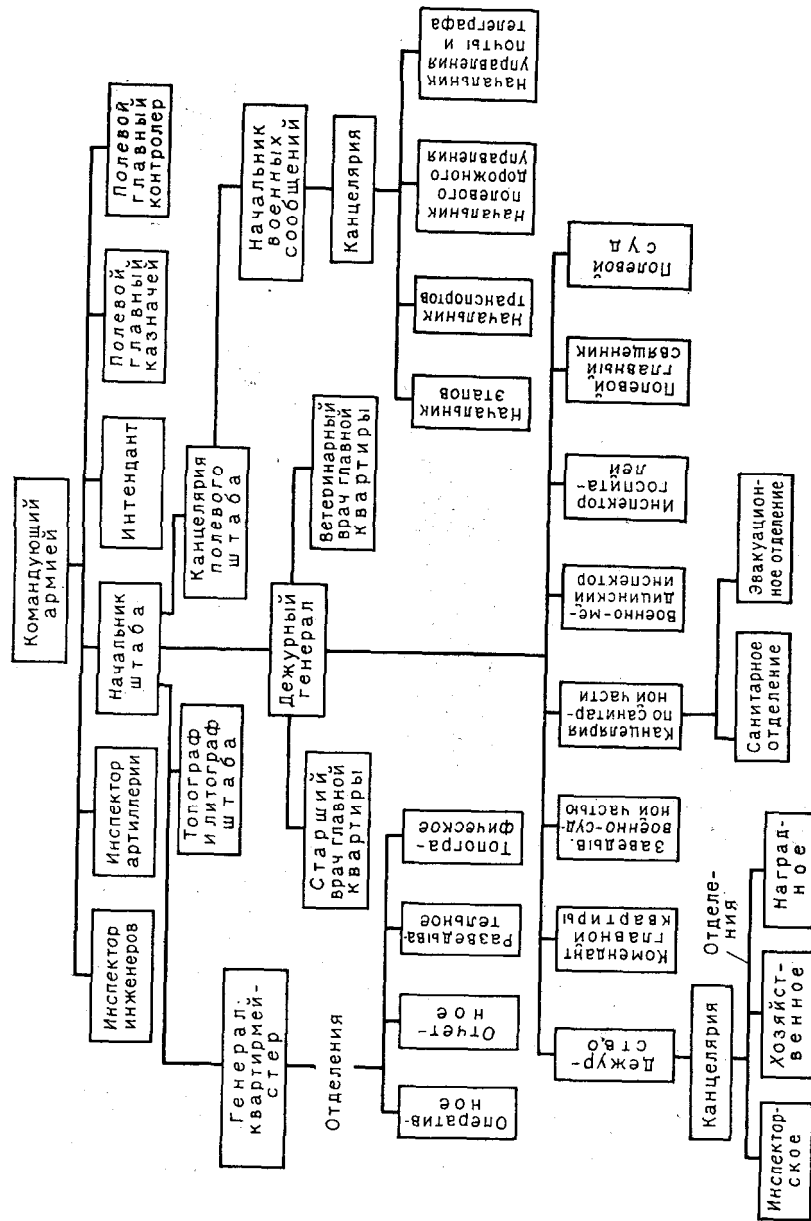 Командующий
армией
Инспектор
инженеров
Инспектор
артиллерии
Начальник
штаба
Интендант
Полевой
главный
казначей
Полевой
главный
контролер
Топограф
и литограф
штаба
Канцелярия
полевого
штаба
Генерал-
квартирмей-
стер
Дежурный
генерал
Начальник
военных
сообщений
Старший
врач главной
квартиры
Ветеринарный
врач главной
квартиры
Канцелярия
Отделения
Оператив-
ное
Отчет-
ное
Разведыва-
тельное
Топогра-
фическое
Начальник
этапов
Начальник
транспортов
Начальник
полевого
дорожного
управления
Начальник
управления
почты и
телеграфа
Дежур-
ство
Комендант
главной
квартиры
Заведыв.
военно-суд-
ной частью
Канцелярия
по санитар-
ной части
Военно-ме-
дицинский
инспектор
Инспектор
госпита-
лей
Полевой
главный
священник
Полевой
суд
Канцелярия
Отделе-
ния
Инспектор-
ское
Хозяйст-
венное
Наград-
ное
Санитарное
отделение
Эвакуацион-
ное отделение